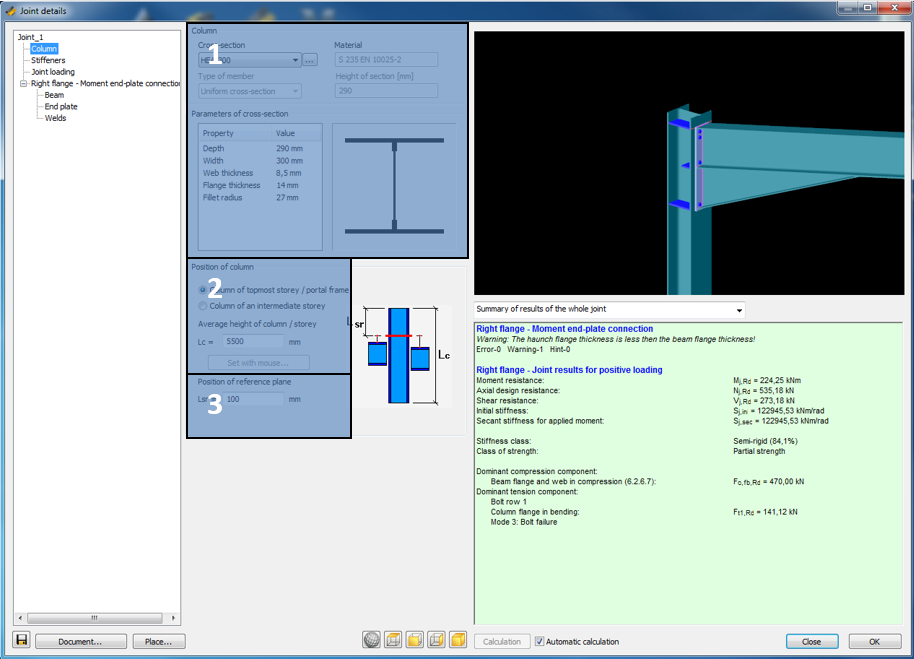 Joint details
Joint_1
Column
Stiffeners
Joint loading
Right flange - Moment end-plate connection
Beam
End plate
Welds
Column
Cross-section
Material
1
...
S 235 EN 10025-2
Type of member
Height of section [mm]
Uniform cross-section
290
Parameters of cross-section
Property Value
Depth 290 mm
Width 300 mm
Web thickness 8,5 mm
Flange thickness 14 mm
Fillet radius 27 mm
Position of column
2
Column of topmost storey / portal frame
Column of an intermediate storey
Average height of column / storey
Lc = 5500 mm
Set with mouse...
Position of reference plane
3
100 mm
Lsr
Lc
Summary of results of the whole joint
Right flange - Moment end-plate connection
Warning: The haunch flange thickness is less then the beam flange thickness!
Error-0 Warning-1 Hint-0
Right flange - Joint results for positive loading
Moment resistance: Mj,Rd = 224,25 kNm
Axial design resistance: Nj,Rd = 535,18 kN
Shear resistance: Vj,Rd = 273,18 kN
Initial stiffness: Sj,ini = 122945,53 kNm/rad
Secant stiffness for applied moment: Sj,sec = 122945,53 kNm/rad
Stiffness class: Semi-rigid (84,1%)
Class of strength: Partial strength
Dominant compression component:
Beam flange and web in compression (6.2.6.7): Fc,fb,Rd = 470,00 kN
Dominant tension component:
Bolt row 1
Column flange in bending: Ft1,Rd = 141,12 kN
Mode 3: Bolt failure
Document...
Place...
Calculation
Automatic calculation
Close
OK